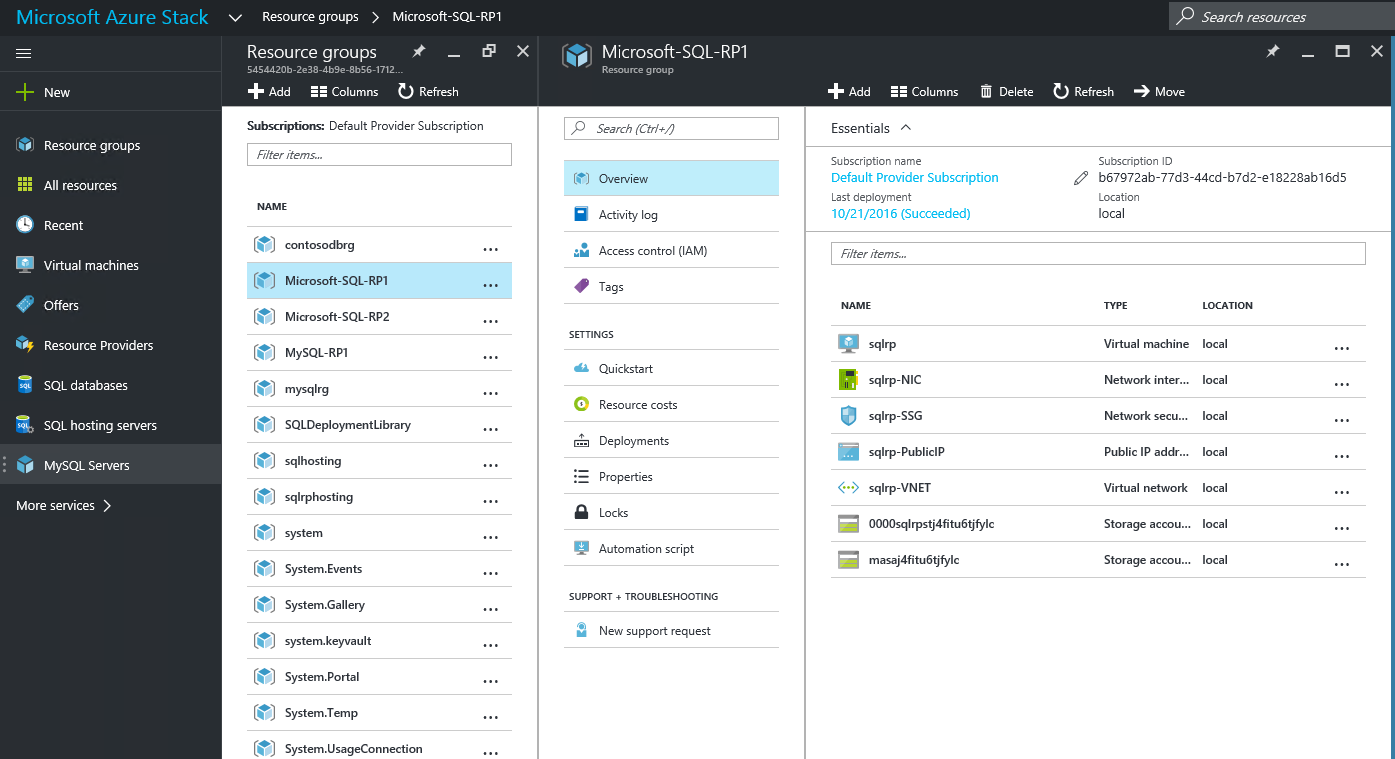 Microsoft Azure Stack
Resource groups
Microsoft-SQL-RP1
Search resources
New
Resource groups
All resources
Recent
Virtual machines
Offers
Resource Providers
SQL databases
SQL hosting servers
MySQL Servers
More services
Resource groups
5454420b-2e38-4b9e-8b56-1712...
Add
Columns
Refresh
Subscriptions: Default Provider Subscription
Filter items...
NAME
contosodbrg
...
Microsoft-SQL-RP1
...
Microsoft-SQL-RP2
...
MySQL-RP1
...
mysqlrg
...
SQLDeploymentLibrary
...
sqlhosting
...
sqlrphosting
...
system
...
System.Events
...
System.Gallery
...
system.keyvault
...
System.Portal
...
System.Temp
...
System.UsageConnection
...
Microsoft-SQL-RP1
Resource group
Add
Columns
Delete
Refresh
Move
Search (Ctrl+/)
Overview
Activity log
Access control (IAM)
Tags
SETTINGS
Quickstart
Resource costs
Deployments
Properties
Locks
Automation script
SUPPORT + TROUBLESHOOTING
New support request
Essentials
Subscription name
Default Provider Subscription
Last deployment
10/21/2016 (Succeeded)
Subscription ID
b67972ab-77d3-44cd-b7d2-e18228ab16d5
Location
local
Filter items...
NAME TYPE LOCATION
sqlrp Virtual machine local ...
sqlrp-NIC Network inter... local ...
sqlrp-SSG Network secu... local ...
sqlrp-PublicIP Public IP addr... local ...
sqlrp-VNET Virtual network local ...
0000sqlrpstj4fitu6tjfylc Storage accou... local ...
masaj4fitu6tjfylc Storage accou... local ...